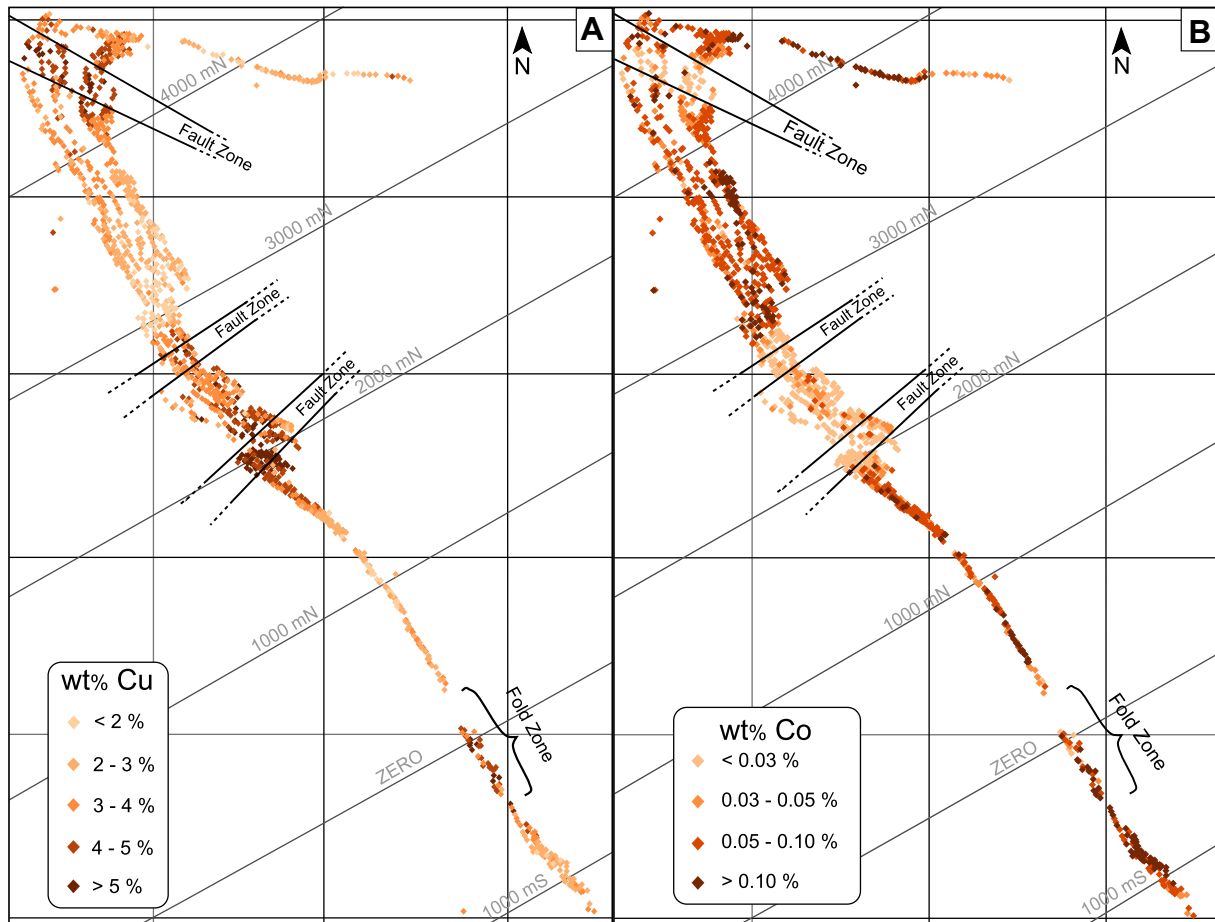 A
N
4000 mN
Fault Zone
3000 mN
Fault Zone
2000 mN
Fault Zone
1000 mN
Fold Zone
ZERO
1000 mS
wt% Cu
< 2 %
2 - 3 %
3 - 4 %
4 - 5 %
> 5 %
B
N
4000 mN
Fault Zone
3000 mN
Fault Zone
2000 mN
Fault Zone
1000 mN
Fold Zone
ZERO
1000 mS
wt% Co
< 0.03 %
0.03 - 0.05 %
0.05 - 0.10 %
> 0.10 %